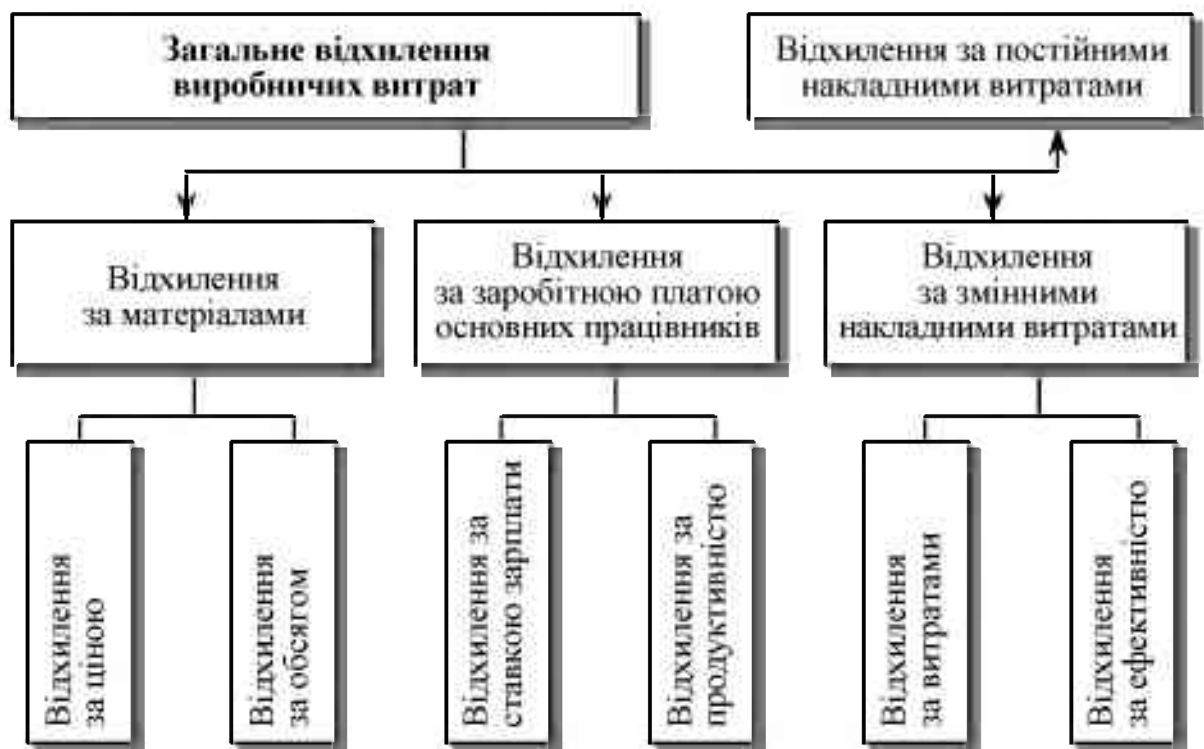 Загальне відхилення
виробничих витрат
Відхилення за постійними
накладними витратами
Відхилення
за матеріалами
Відхилення
за заробітною платою
основних працівників
Відхилення
за змінними
накладними витратами
Відхилення
за ціною
Відхилення
за обсягом
Відхилення за
ставкою зарплати
Відхилення за
продуктивністю
Відхилення
за витратами
Відхилення
за ефективністю